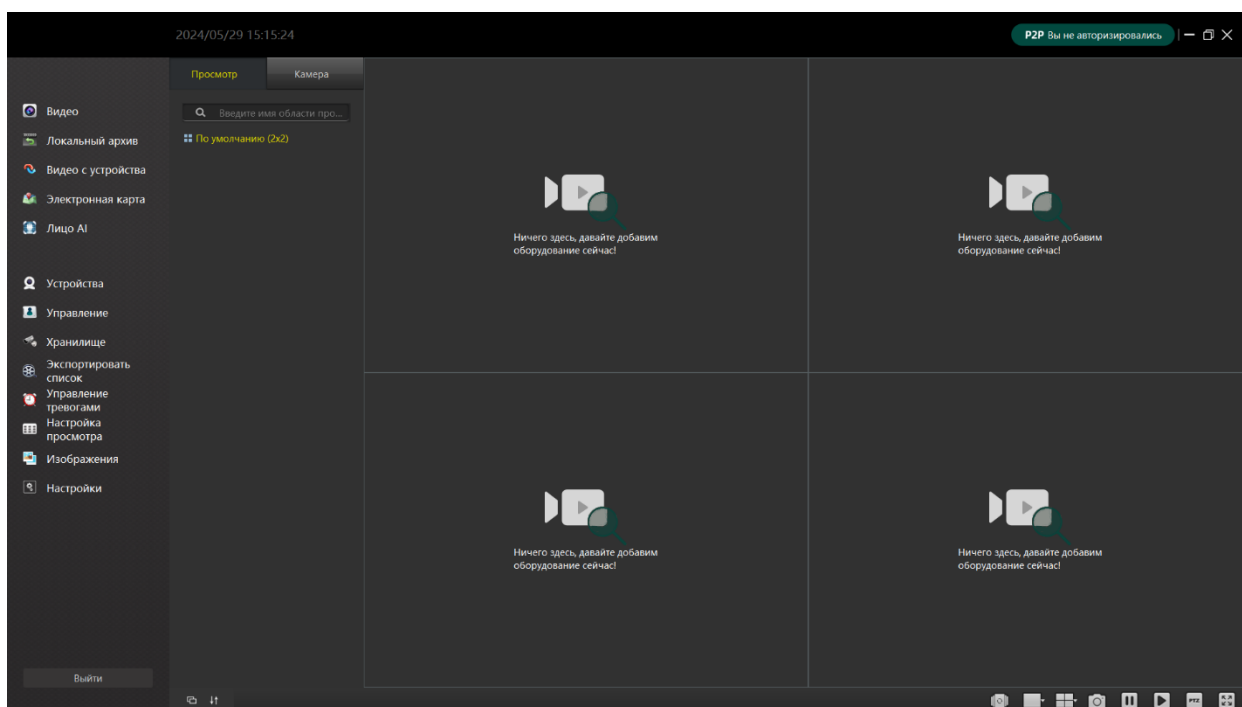 2024/05/29 15:15:24
P2P Вы не авторизировались
Просмотр
Камера
Введите имя области про...
По умолчанию (2x2)
Видео
Локальный архив
Видео с устройства
Электронная карта
Лицо AI
Устройства
Управление
Хранилище
Экспортировать
список
Управление
тревогами
Настройка
просмотра
Изображения
Настройки
Выйти
Ничего здесь, давайте добавим
оборудование сейчас!
Ничего здесь, давайте добавим
оборудование сейчас!
Ничего здесь, давайте добавим
оборудование сейчас!
Ничего здесь, давайте добавим
оборудование сейчас!
PTZ